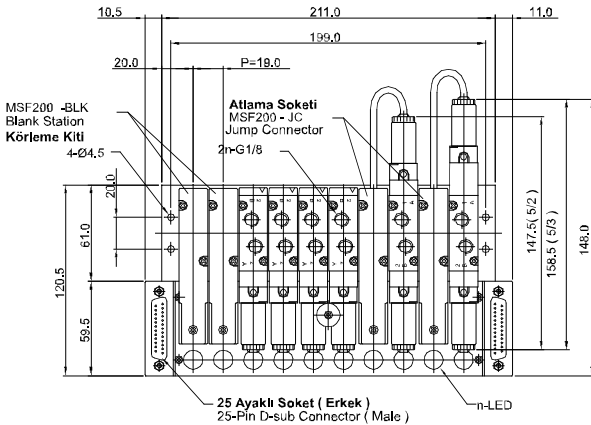 10.5
211.0
11.0
199.0
20.0
P=19.0
MSF200 -BLK
Blank Station
Körleme Kiti
4-Ø4.5
Atlama Soketi
MSF200 - JC
Jump Connector
2n-G1/8
20.0
61.0
120.5
59.5
147.5( 5/2 )
158.5 ( 5/3 )
148.0
25 Ayaklı Soket ( Erkek )
25-Pin D-sub Connector ( Male )
n-LED